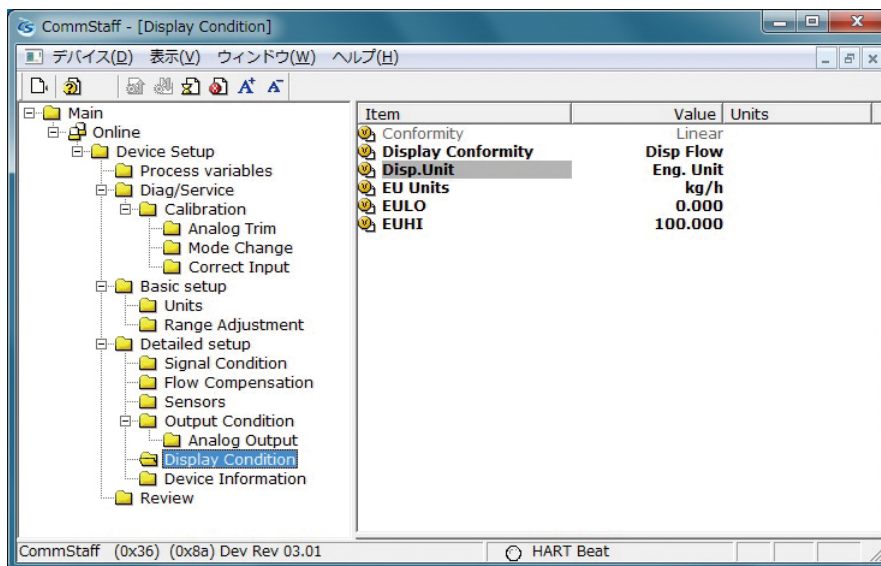 CommStaff - [Display Condition]
デバイス(D) 表示(V) ウィンドウ(W) ヘルプ(H)
A+ A-
Main
Online
Device Setup
Process variables
Diag/Service
Calibration
Analog Trim
Mode Change
Correct Input
Basic setup
Units
Range Adjustment
Detailed setup
Signal Condition
Flow Compensation
Sensors
Output Condition
Analog Output
Display Condition
Device Information
Review
Item Value Units
Conformity Linear
Display Conformity Disp Flow
Disp.Unit Eng. Unit
EU Units kg/h
EULO 0.000
EUHI 100.000
CommStaff (0x36) (0x8a) Dev Rev 03.01 HART Beat